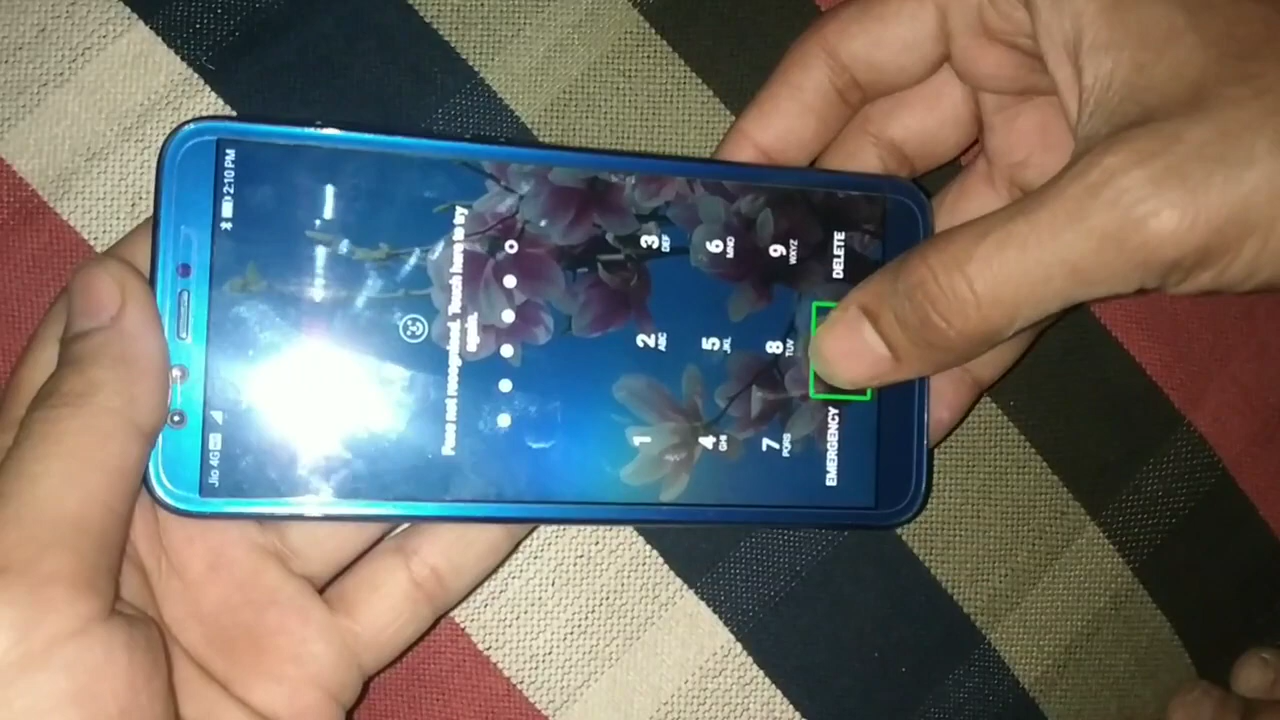 Jio 4G 2:10 PM
Face not recognised. Touch here to try
again.
1 2 ABC 3 DEF
4 GHI 5 JKL 6 MNO
7 PQRS 8 TUV 9 WXYZ
EMERGENCY DELETE